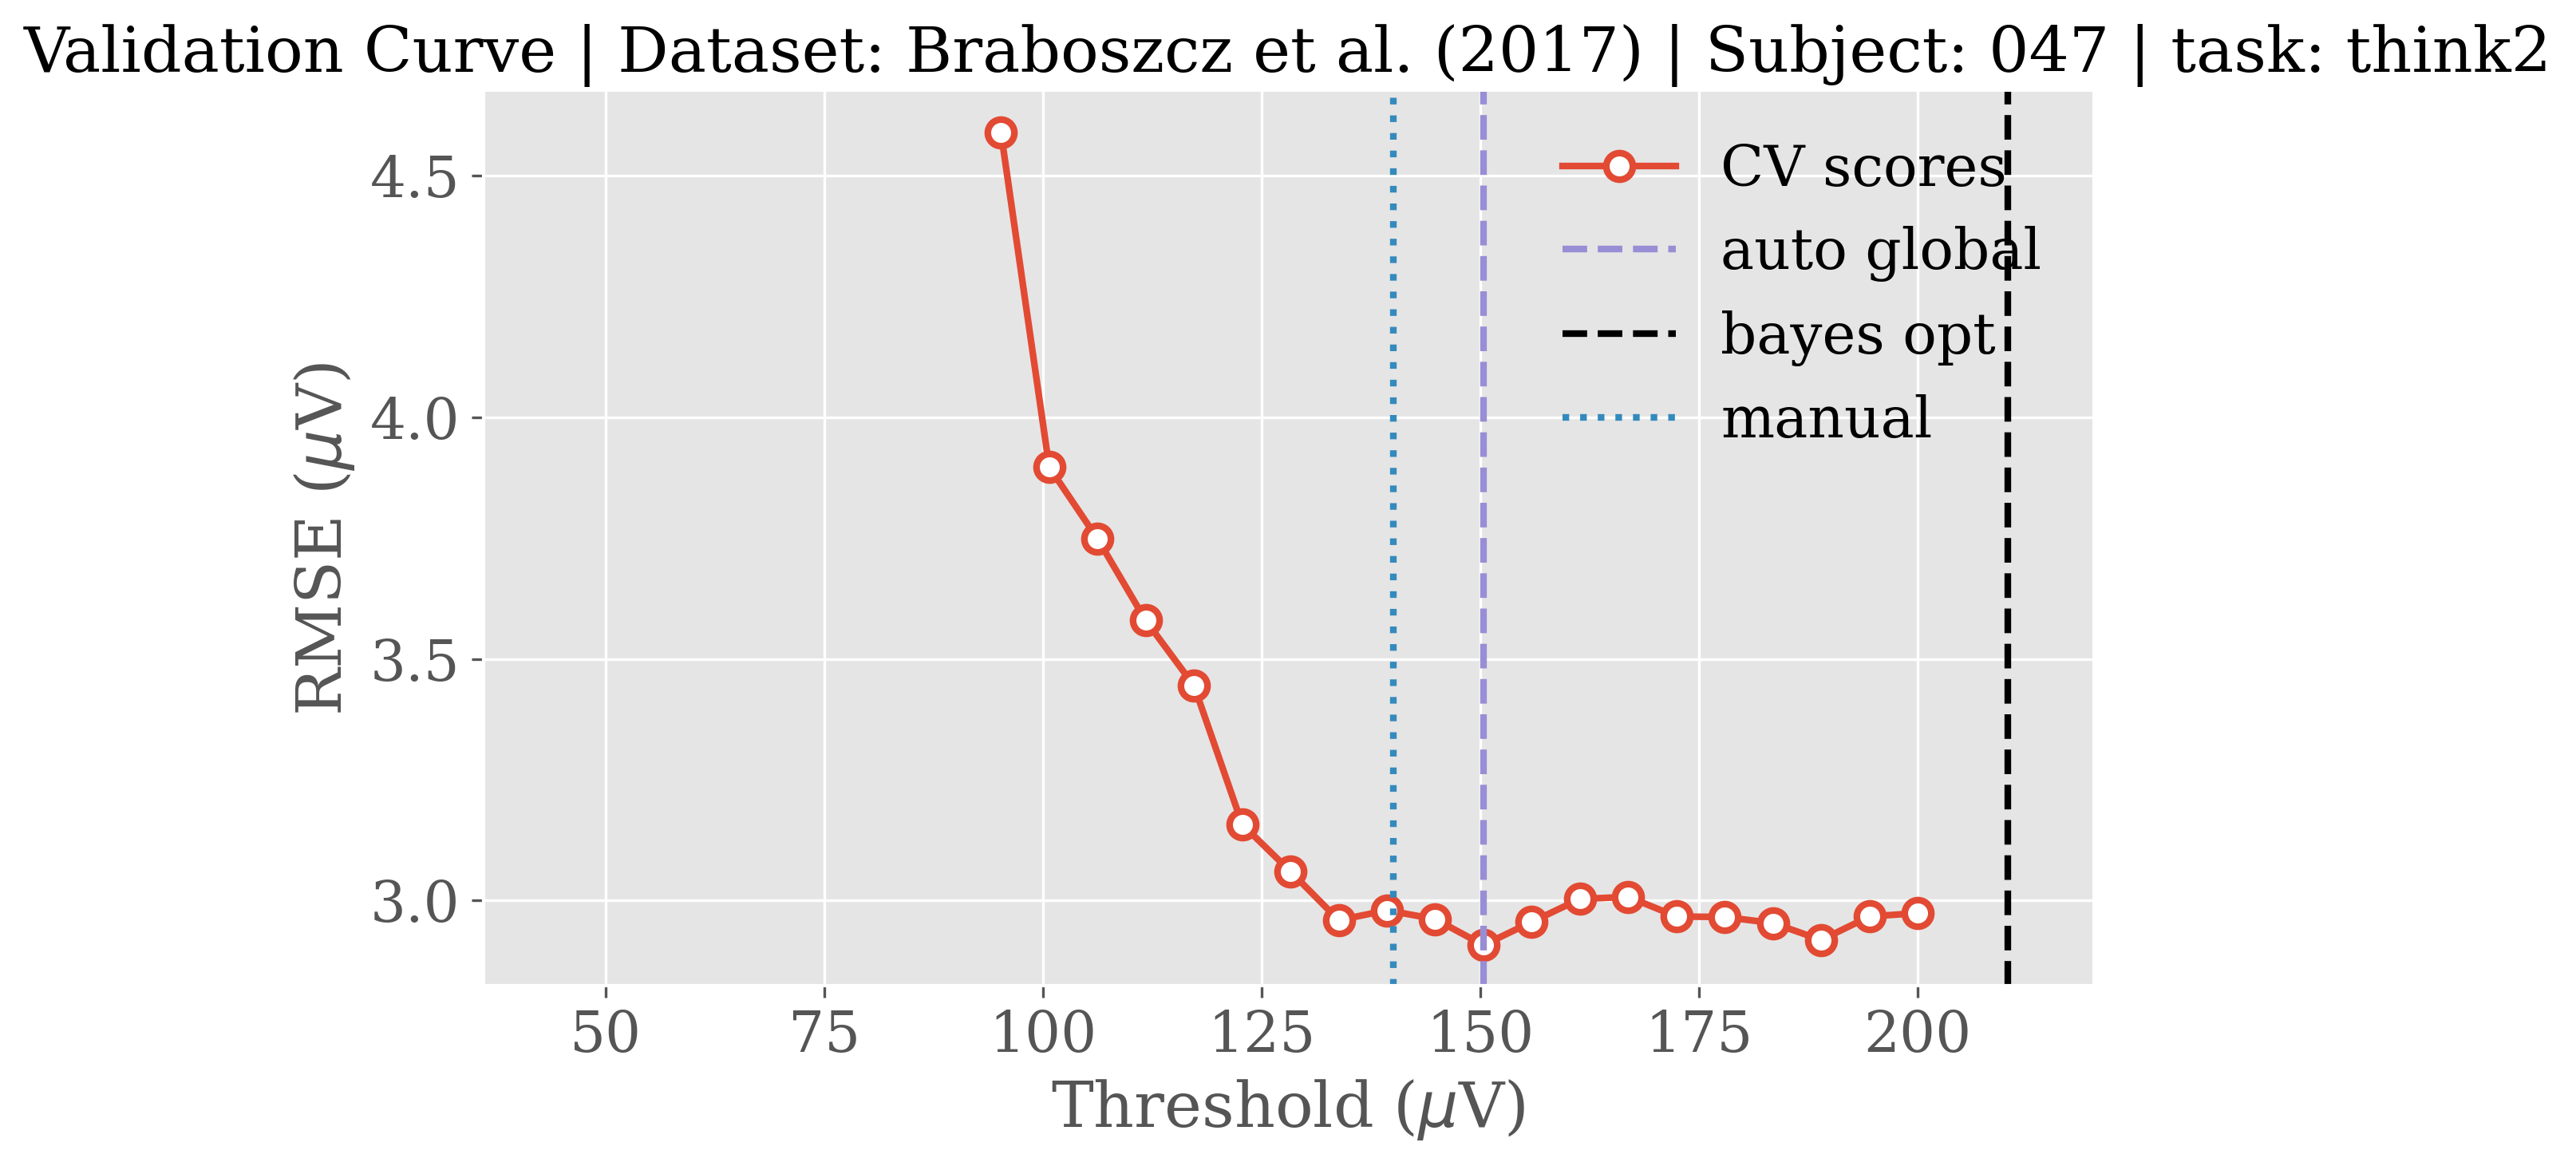 Validation Curve | Dataset: Braboszcz et al. (2017) | Subject: 047 | task: think2
CV scores
auto global
bayes opt
manual
4.5
4.0
3.5
3.0
RMSE (μV)
50 75 100 125 150 175 200
Threshold (μV)